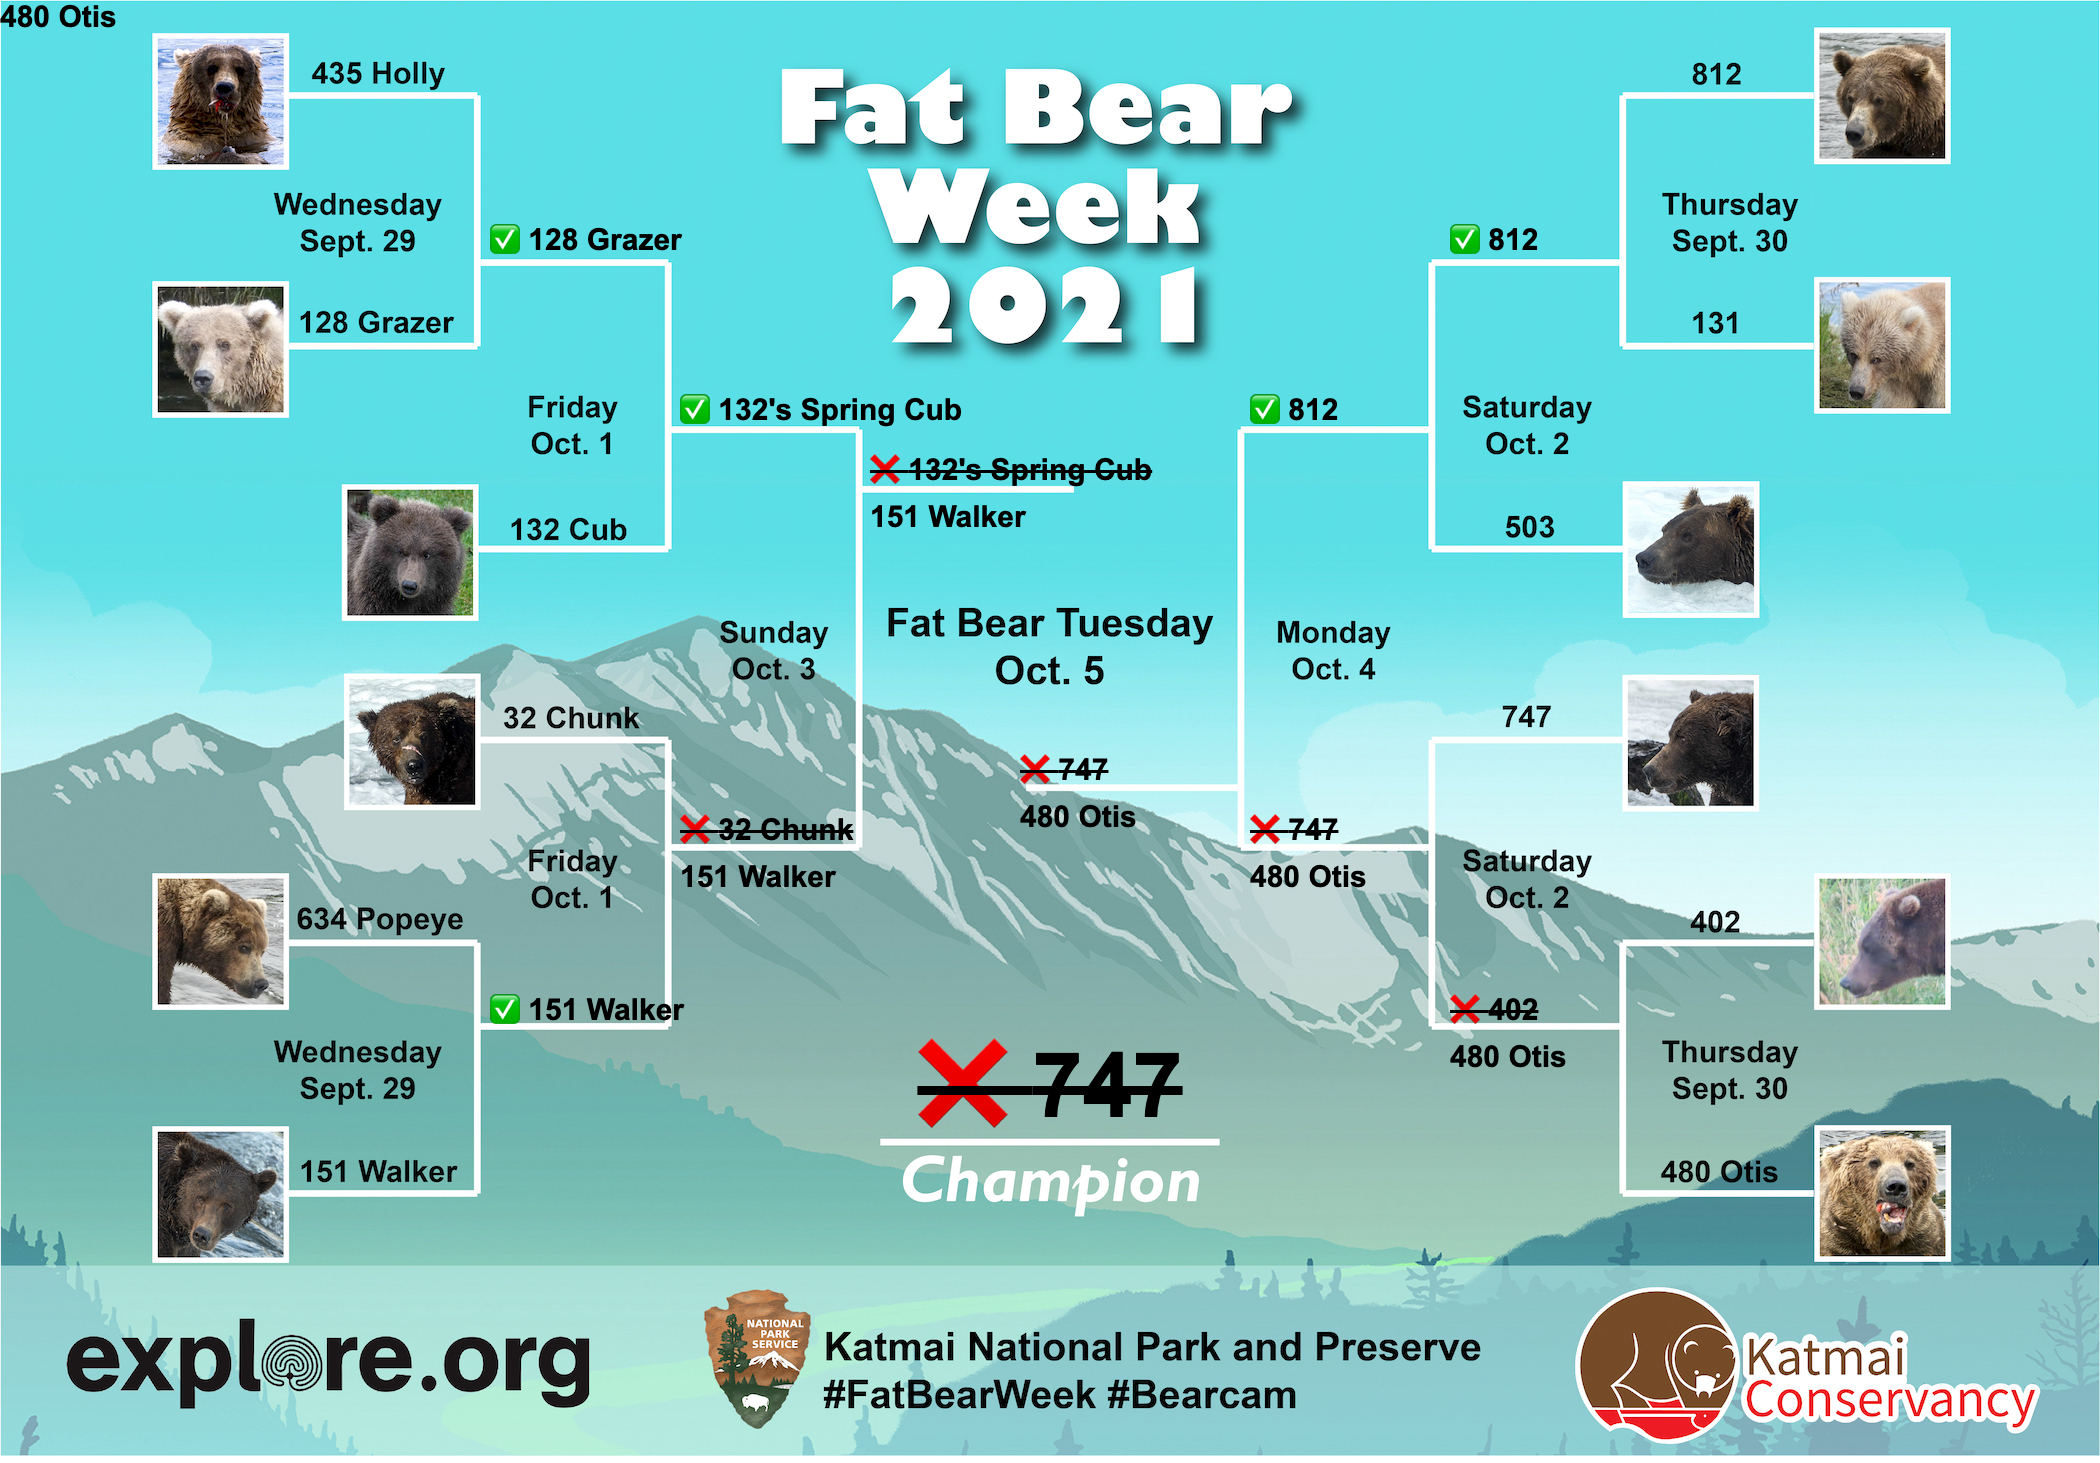 480 Otis
435 Holly
Wednesday
Sept. 29
128 Grazer
✅ 128 Grazer
Friday
Oct. 1
132 Cub
✅ 132's Spring Cub
❌ 132's Spring Cub
151 Walker
Sunday
Oct. 3
32 Chunk
❌ 32 Chunk
151 Walker
Friday
Oct. 1
634 Popeye
✅ 151 Walker
Wednesday
Sept. 29
151 Walker
Fat Bear
Week
2021
Fat Bear Tuesday
Oct. 5
❌ 747
480 Otis
❌ 747
Champion
812
Thursday
Sept. 30
131
✅ 812
Saturday
Oct. 2
503
✅ 812
Monday
Oct. 4
747
❌ 747
480 Otis
Saturday
Oct. 2
402
❌ 402
480 Otis
Thursday
Sept. 30
480 Otis
explore.org
NATIONAL
PARK
SERVICE
Katmai National Park and Preserve
#FatBearWeek #Bearcam
Katmai
Conservancy